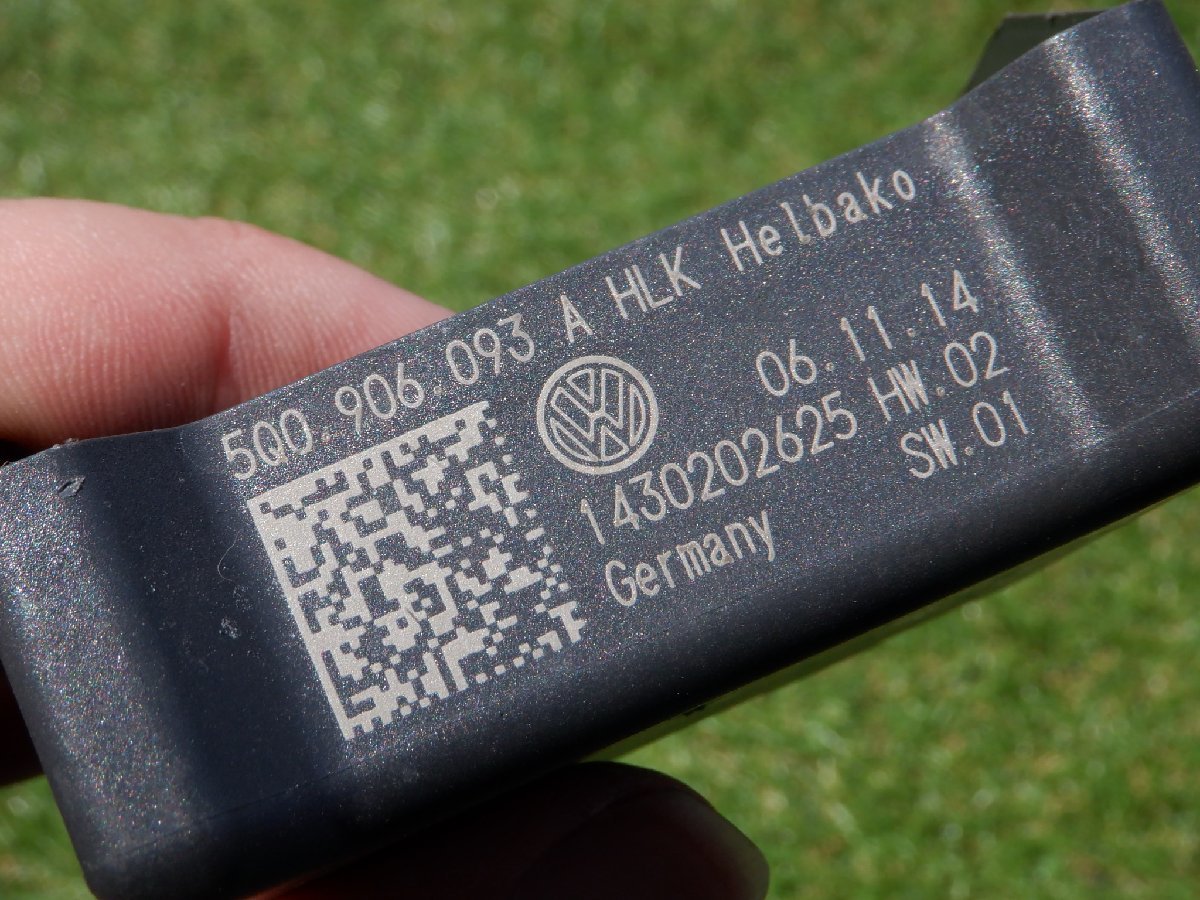 5Q0.906.093 A HLK Helbako
06.11.14
1430202625 HW.02
SW.01
Germany